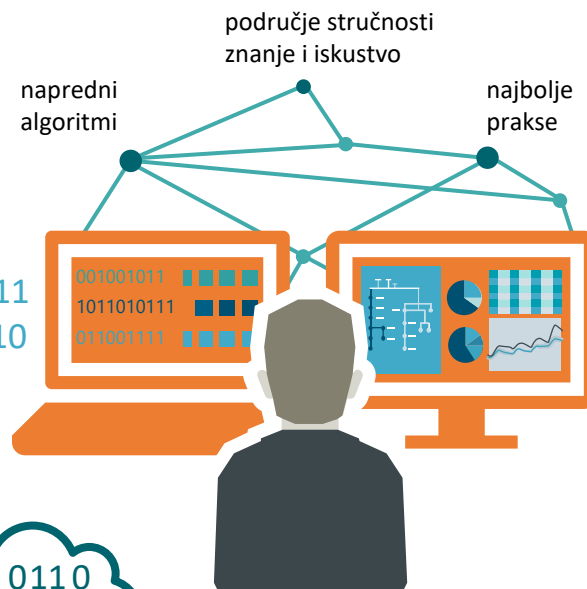 područje stručnosti
znanje i iskustvo
napredni
algoritmi
najbolje
prakse
001001011
11
1011010111
10
011001111
0110